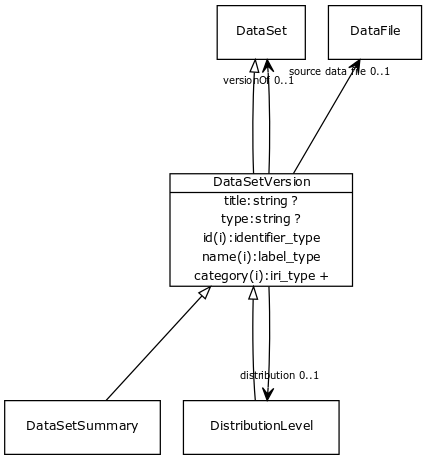 DataSet
DataFile
source data file 0..1
versionOf 0..1
DataSetVersion
title:string ?
type:string ?
id(i):identifier_type
name(i):label_type
category(i):iri_type +
distribution 0..1
DataSetSummary
DistributionLevel